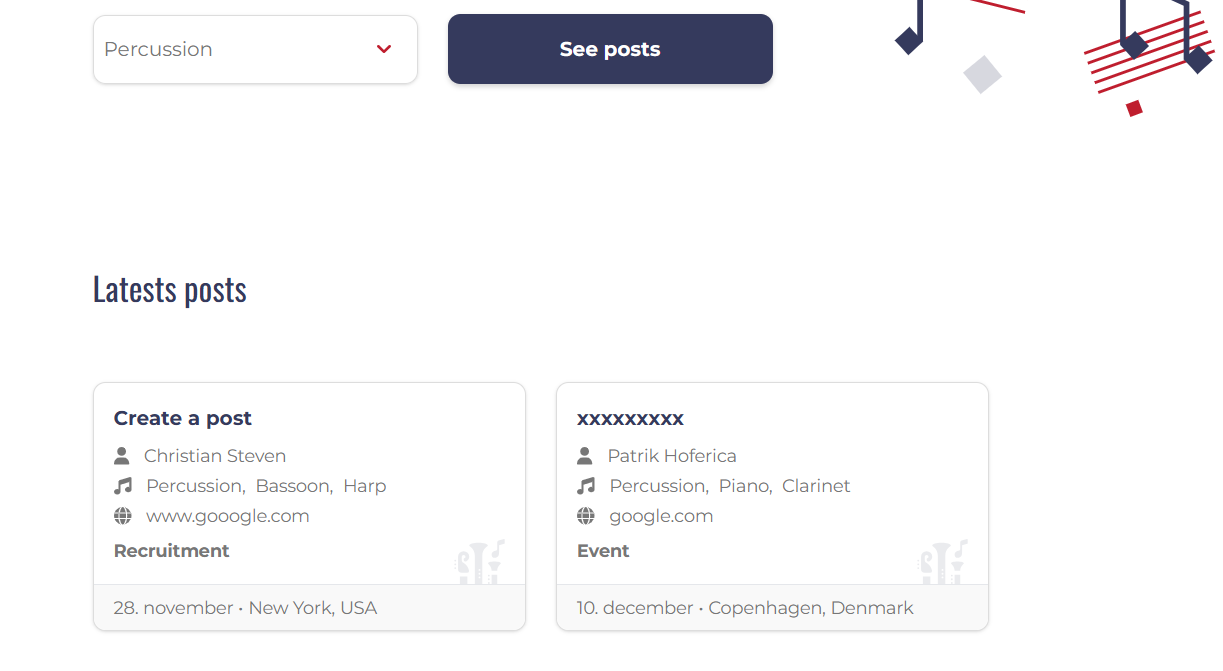 Percussion
See posts
Latests posts
Create a post
Christian Steven
Percussion, Bassoon, Harp
www.gooogle.com
Recruitment
28. november • New York, USA
xxxxxxxxx
Patrik Hoferica
Percussion, Piano, Clarinet
google.com
Event
10. december • Copenhagen, Denmark